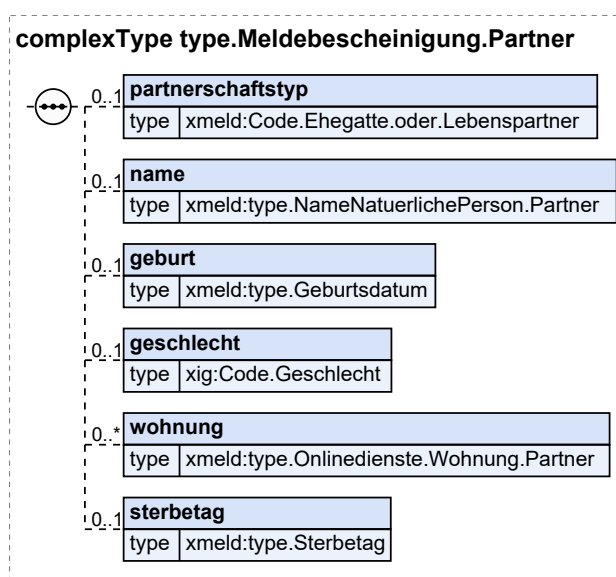 complexType type.Meldebescheinigung.Partner
0..1 partnerschaftstyp
type xmeld:Code.Ehegatte.oder.Lebenspartner
0..1 name
type xmeld:type.NameNatuerlichePerson.Partner
0..1 geburt
type xmeld:type.Geburtsdatum
0..1 geschlecht
type xig:Code.Geschlecht
0..* wohnung
type xmeld:type.Onlinedienste.Wohnung.Partner
0..1 sterbetag
type xmeld:type.Sterbetag